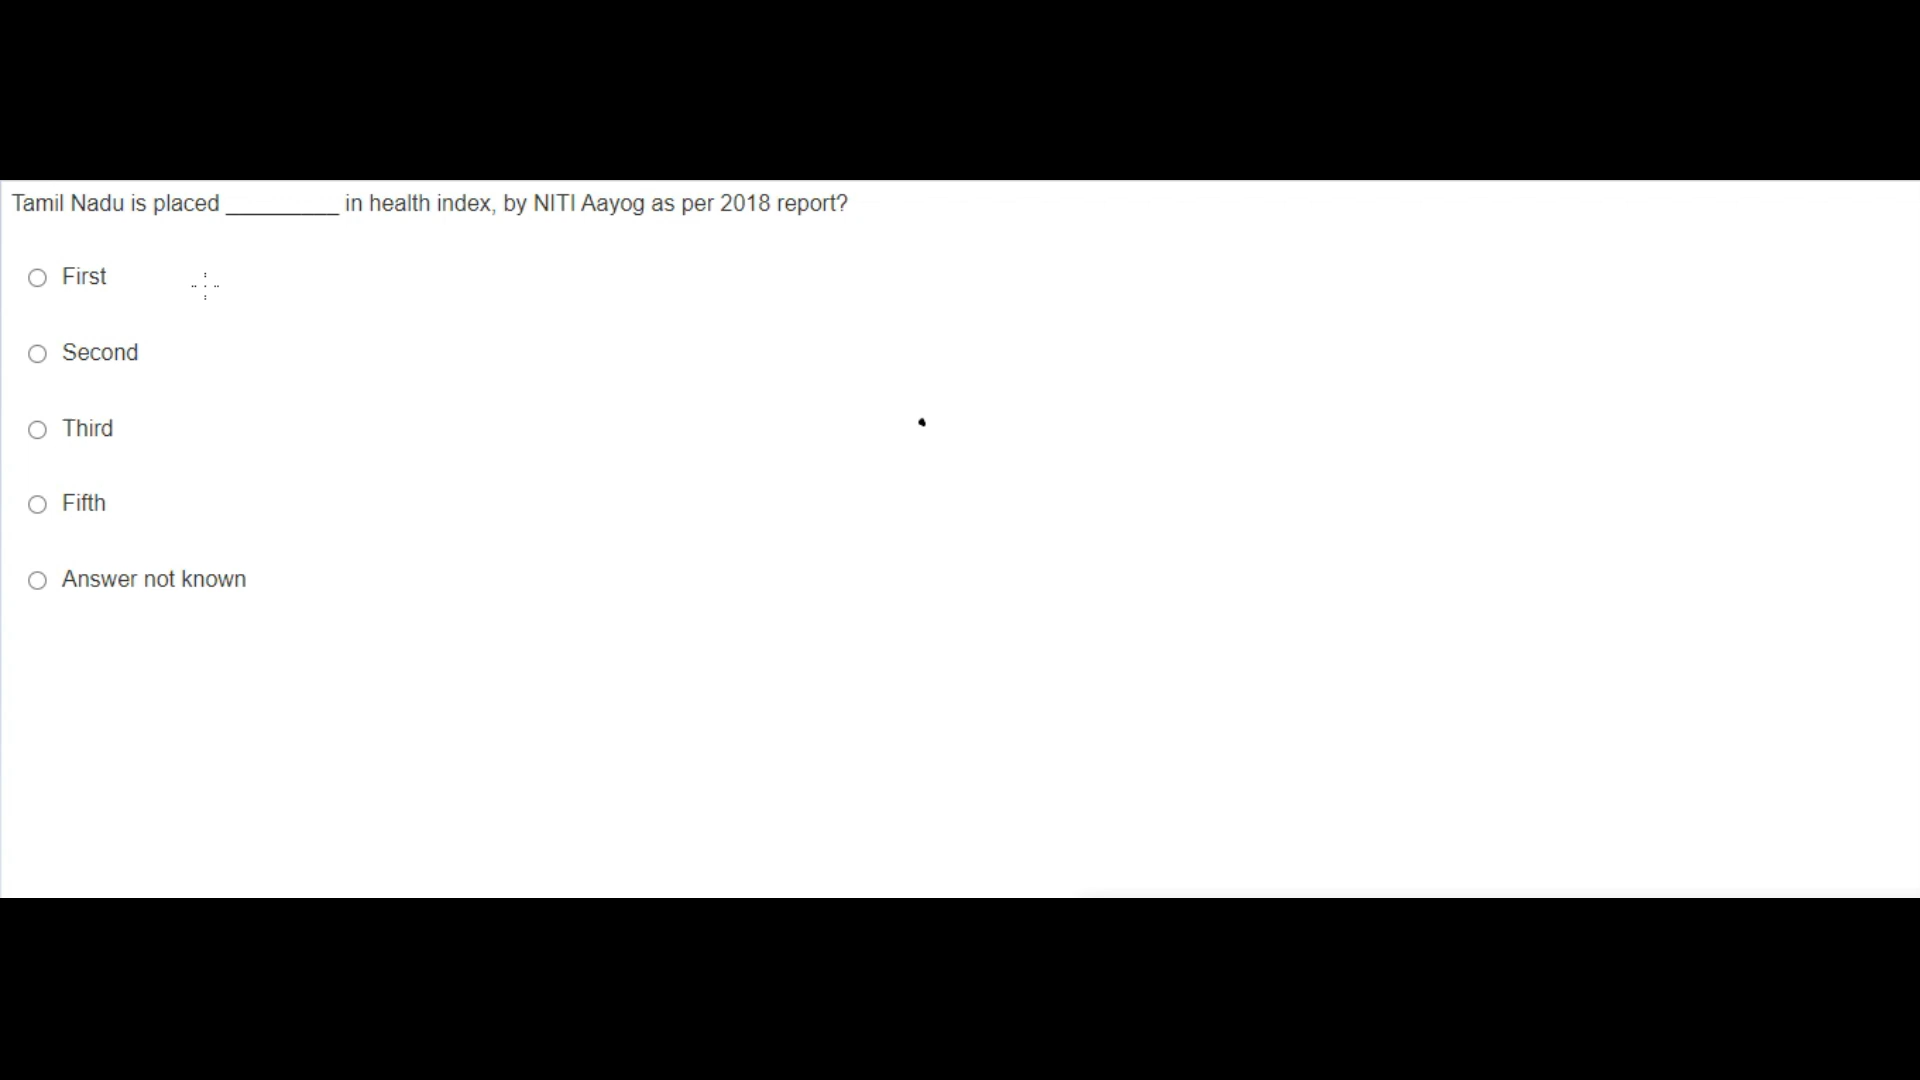 Tamil Nadu is placed _________ in health index, by NITI Aayog as per 2018 report?
First
Second
Third
Fifth
Answer not known